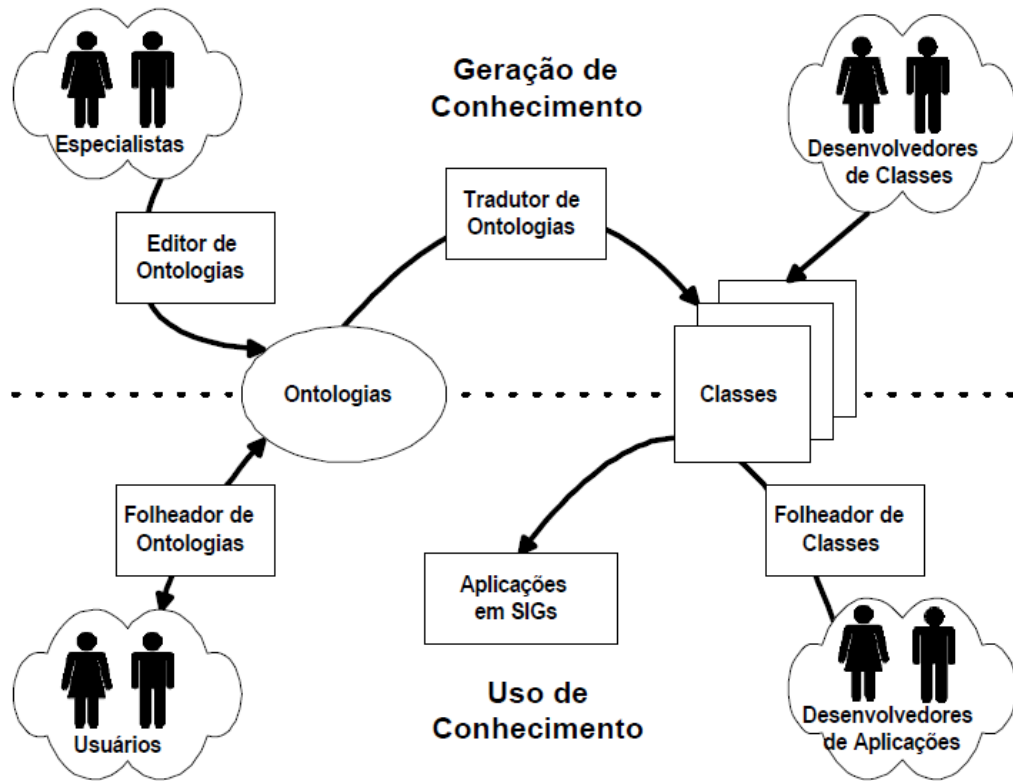 Especialistas
Geração de
Conhecimento
Desenvolvedores
de Classes
Editor de
Ontologias
Tradutor de
Ontologias
Ontologias
Classes
Folheador de
Ontologias
Aplicações
em SIGs
Folheador de
Classes
Usuários
Uso de
Conhecimento
Desenvolvedores
de Aplicações